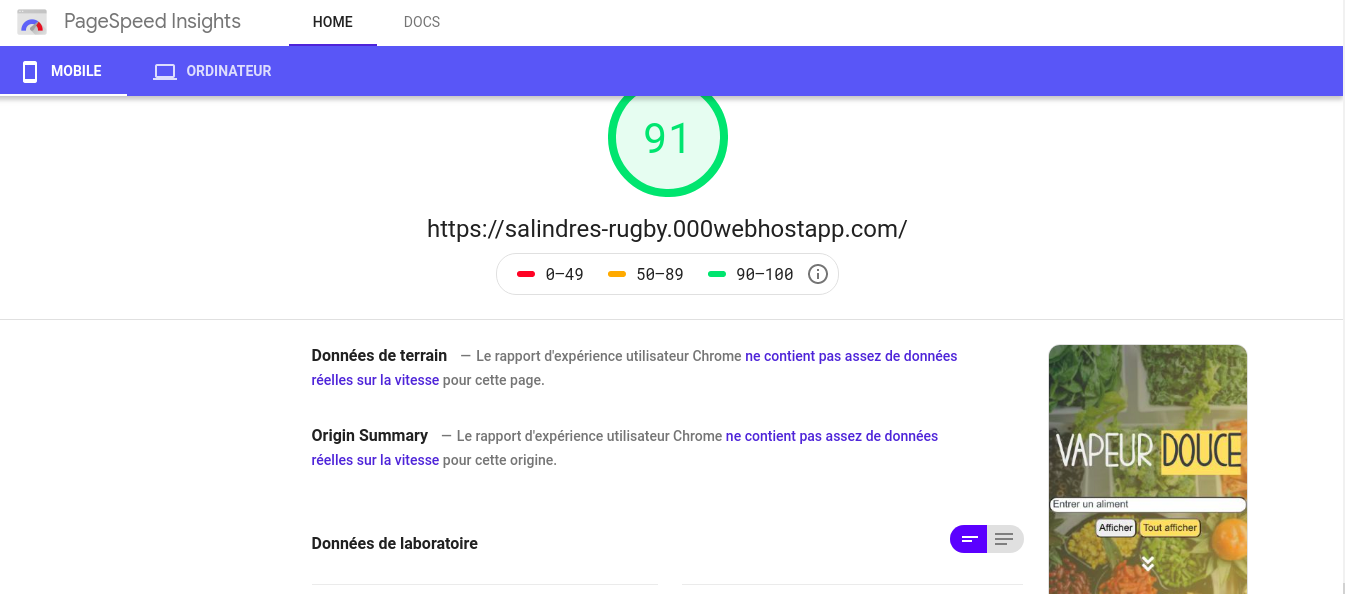 PageSpeed Insights
HOME
DOCS
MOBILE
ORDINATEUR
91
https://salindres-rugby.000webhostapp.com/
0–49
50–89
90–100
Données de terrain — Le rapport d'expérience utilisateur Chrome ne contient pas assez de données
réelles sur la vitesse pour cette page.
Origin Summary — Le rapport d'expérience utilisateur Chrome ne contient pas assez de données
réelles sur la vitesse pour cette origine.
Données de laboratoire
VAPEUR DOUCE
Entrer un aliment
Afficher
Tout afficher